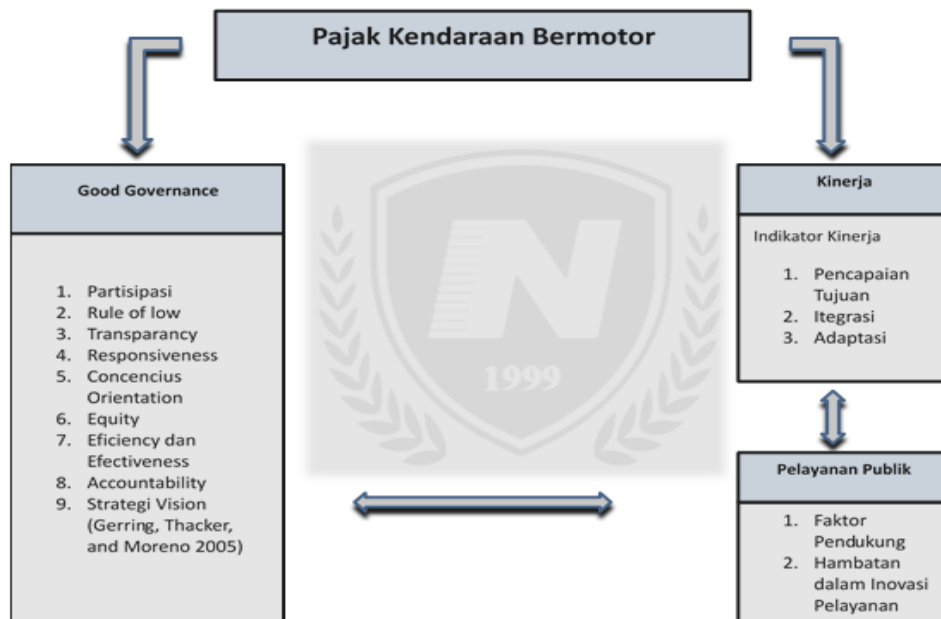 Pajak Kendaraan Bermotor
Good Governance
1. Partisipasi
2. Rule of low
3. Transparancy
4. Responsiveness
5. Concencius
Orientation
6. Equity
7. Eficiency dan
Efectiveness
8. Accountability
9. Strategi Vision
(Gerring, Thacker,
and Moreno 2005)
N
1999
Kinerja
Indikator Kinerja
1. Pencapaian
Tujuan
2. Itegrasi
3. Adaptasi
Pelayanan Publik
1. Faktor
Pendukung
2. Hambatan
dalam Inovasi
Pelayanan